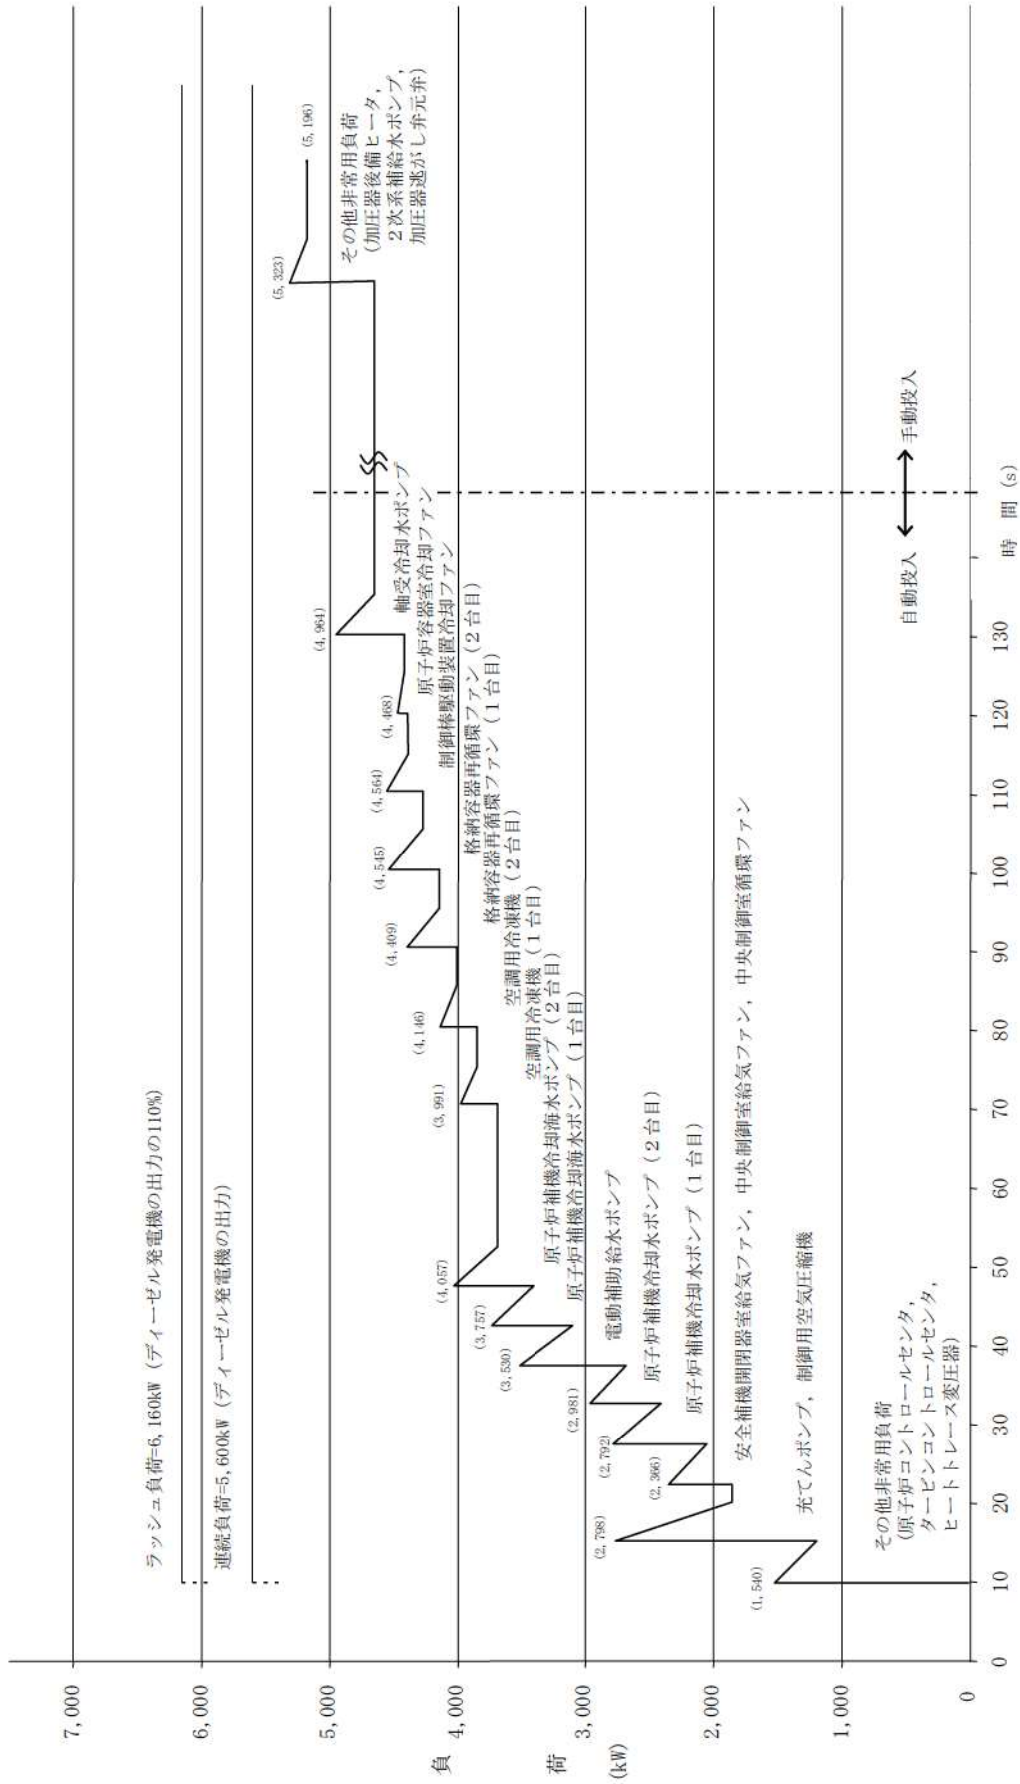 ラッシュ負荷=6,160kW（ディーゼル発電機の出力の110%）
連続負荷=5,600kW（ディーゼル発電機の出力）
7,000
6,000
5,000
4,000
3,000
2,000
1,000
0
負
荷
(kW)
(1,540)
(2,798)
(2,366)
(2,792)
(2,981)
(3,530)
(3,757)
(4,057)
(3,991)
(4,146)
(4,409)
(4,545)
(4,564)
(4,468)
(4,964)
(5,323)
(5,196)
その他非常用負荷
（加圧器後備ヒータ，
２次系補給水ポンプ，
加圧器逃がし弁元弁）
軸受冷却水ポンプ
原子炉容器室冷却ファン
制御棒駆動装置冷却ファン
格納容器再循環ファン（２台目）
格納容器再循環ファン（１台目）
空調用冷凍機（２台目）
空調用冷凍機（１台目）
原子炉補機冷却海水ポンプ（２台目）
原子炉補機冷却海水ポンプ（１台目）
電動補助給水ポンプ
原子炉補機冷却水ポンプ（２台目）
原子炉補機冷却水ポンプ（１台目）
安全補機開閉器室給気ファン，中央制御室給気ファン，中央制御室循環ファン
充てんポンプ，制御用空気圧縮機
その他非常用負荷
（原子炉コントロールセンタ，
タービンコントロールセンタ，
ヒートトレース変圧器）
自動投入
手動投入
0
10
20
30
40
50
60
70
80
90
100
110
120
130
時　間　(s)